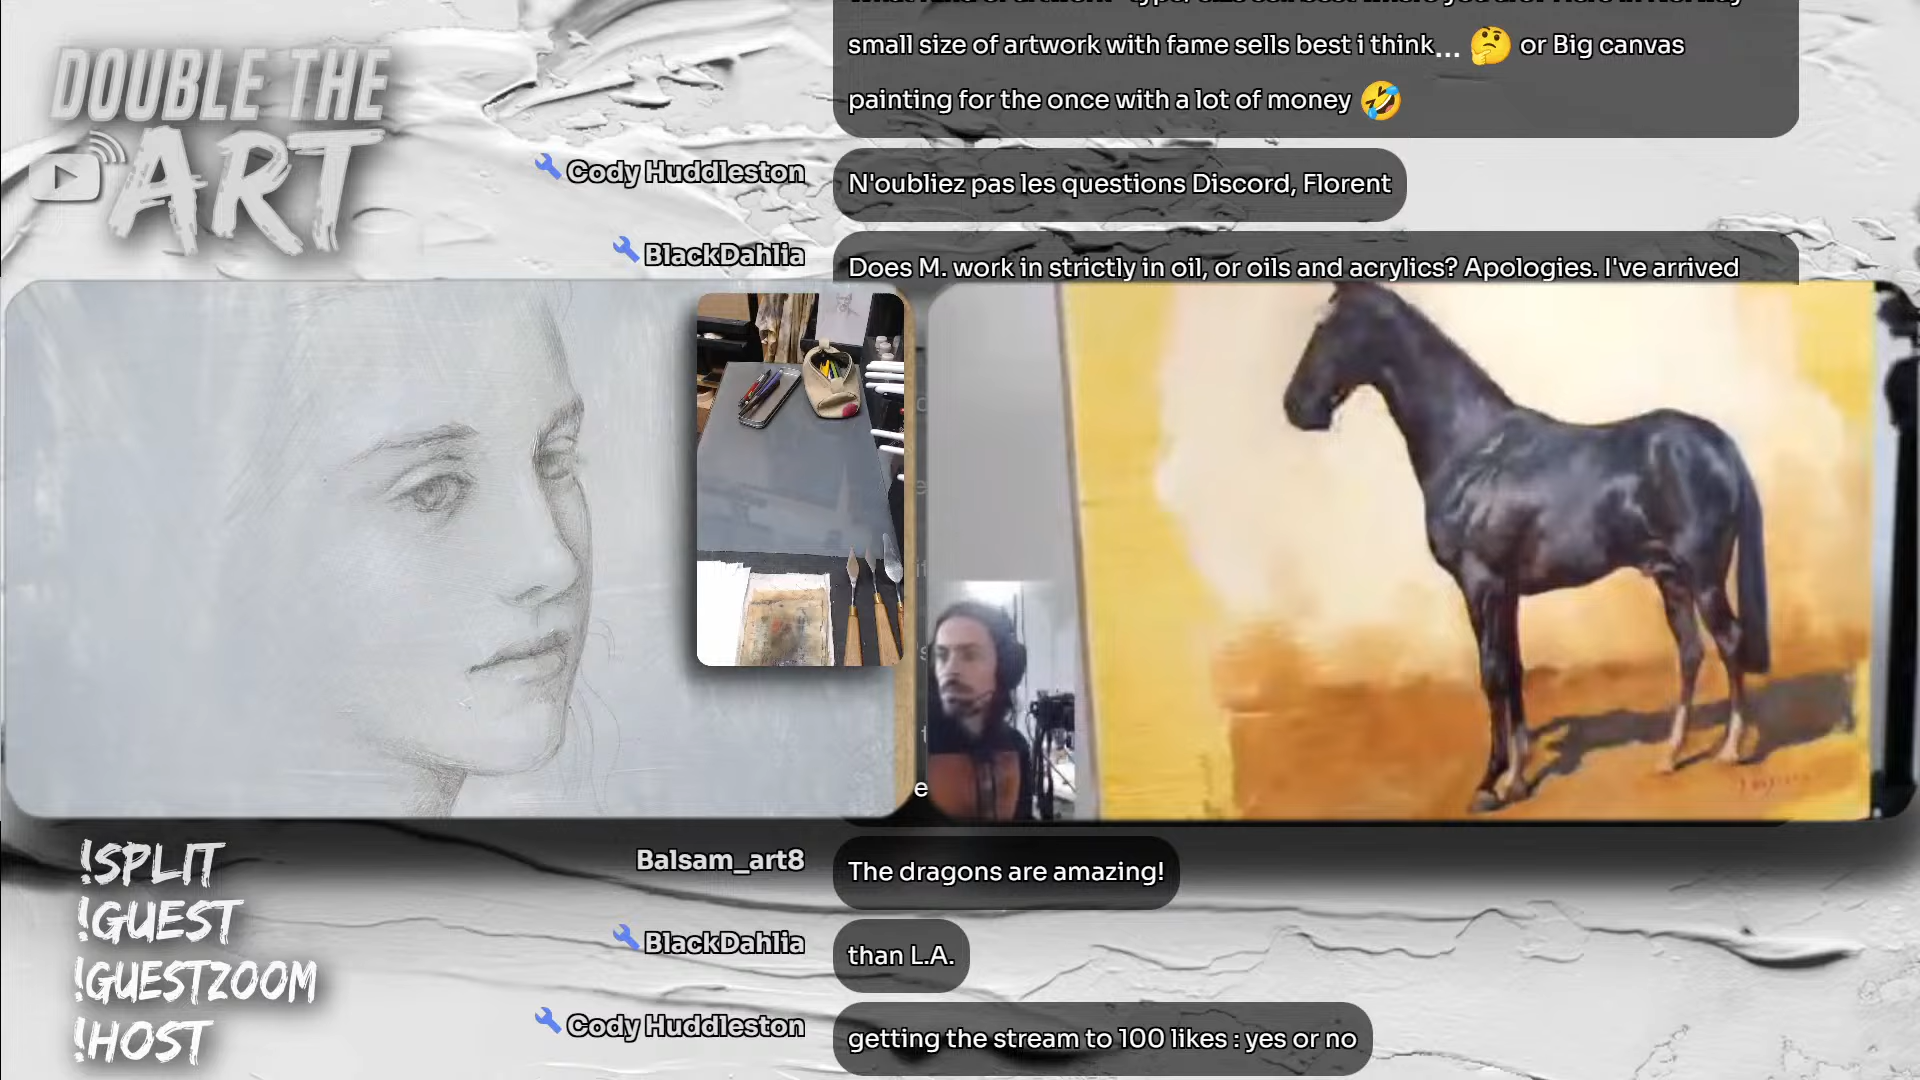 DOUBLE THE
ART
small size of artwork with fame sells best i think... 🤔 or Big canvas
painting for the once with a lot of money 🤣
Cody Huddleston
N'oubliez pas les questions Discord, Florent
BlackDahlia
Does M. work in strictly in oil, or oils and acrylics? Apologies. I've arrived
Balsam_art8
The dragons are amazing!
BlackDahlia
than L.A.
Cody Huddleston
getting the stream to 100 likes : yes or no
!SPLIT
!GUEST
!GUESTZOOM
!HOST